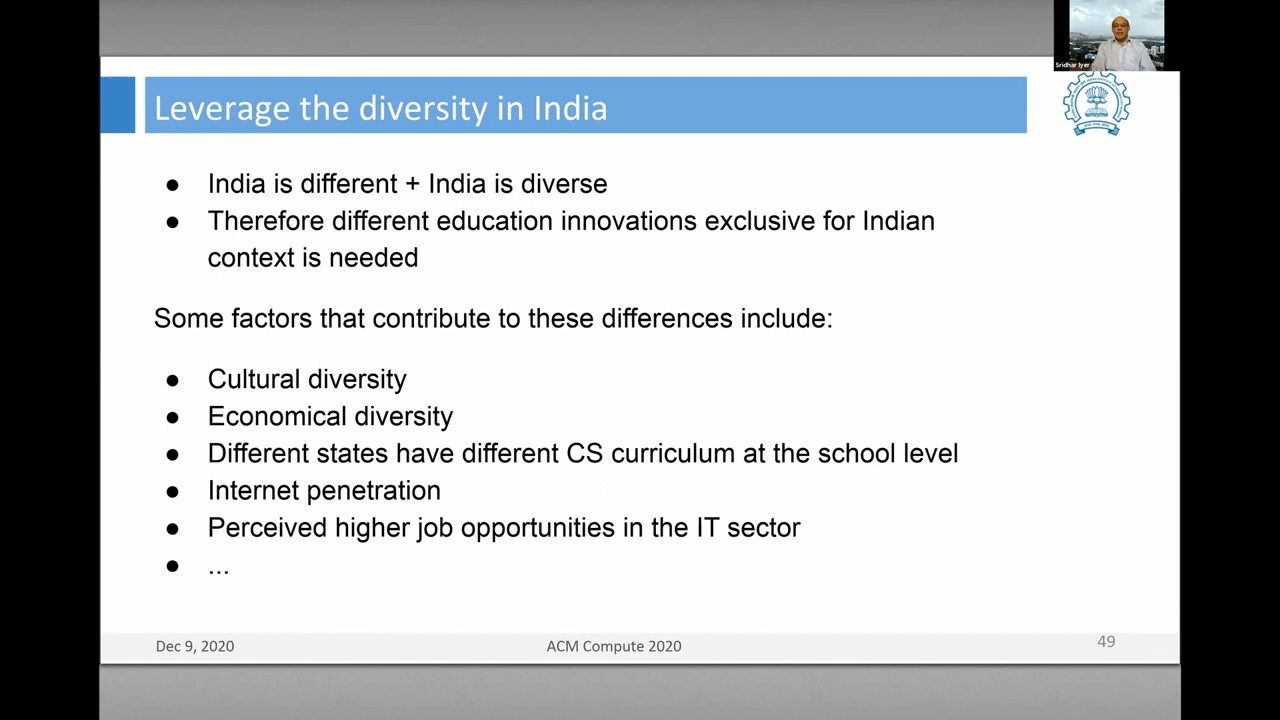 Sridhar Iyer
Leverage the diversity in India
● India is different + India is diverse
● Therefore different education innovations exclusive for Indian
context is needed
Some factors that contribute to these differences include:
● Cultural diversity
● Economical diversity
● Different states have different CS curriculum at the school level
● Internet penetration
● Perceived higher job opportunities in the IT sector
● ...
Dec 9, 2020
ACM Compute 2020
49